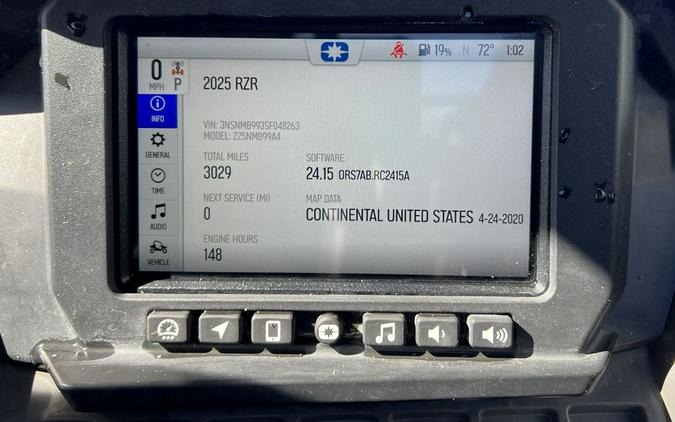 19% N 72° 1:02
0
MPH P
2025 RZR
INFO
VIN: 3NSNMB993SF048263
MODEL: Z25NMB99A4
GENERAL
TOTAL MILES SOFTWARE
3029 24.15 ORS7AB.RC2415A
TIME
NEXT SERVICE (MI) MAP DATA
0 CONTINENTAL UNITED STATES 4-24-2020
AUDIO
ENGINE HOURS
148
VEHICLE